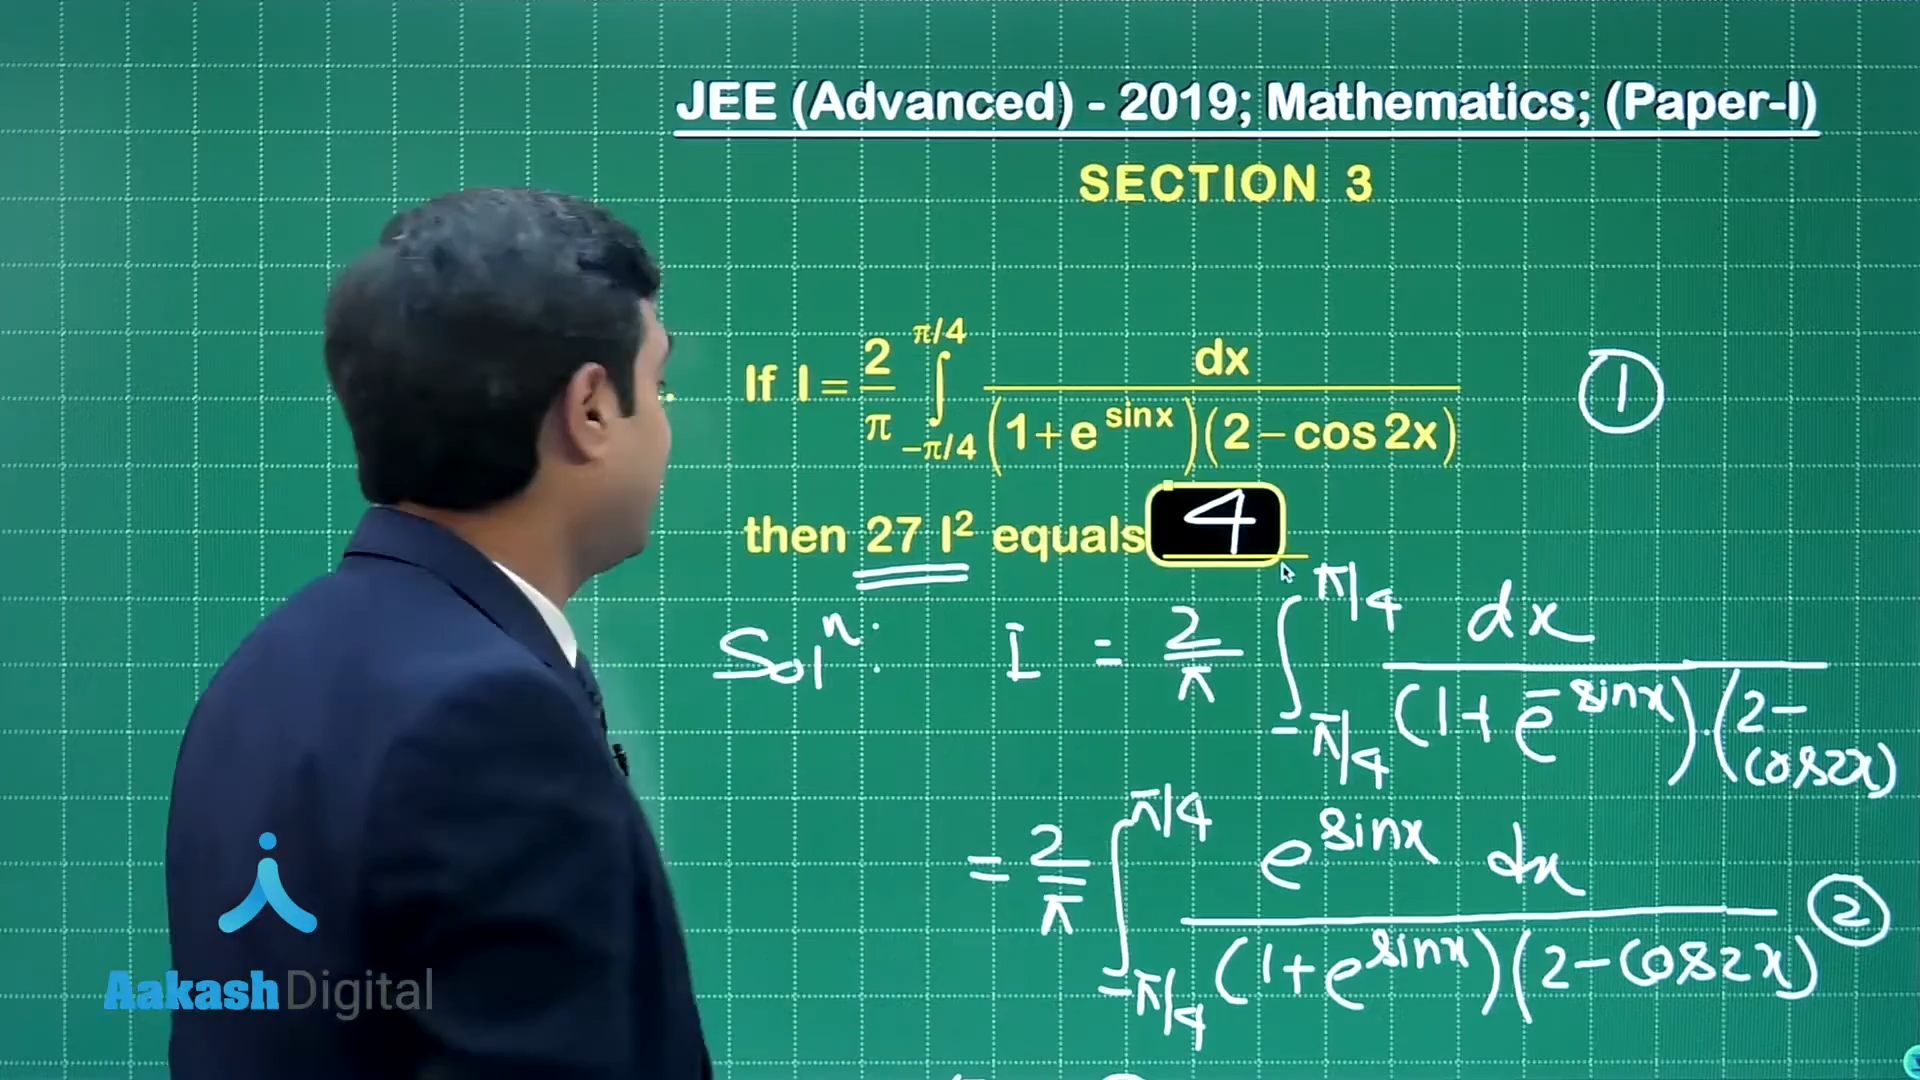 JEE (Advanced) - 2019; Mathematics; (Paper-I)
SECTION 3
If I = 2/π ∫_{-π/4}^{π/4} dx / (1+e^{sinx})(2-cos2x) ①
then 27 I² equals 4
Solⁿ: I = 2/π ∫_{-π/4}^{π/4} dx / (1+e^{-sinx}).(2-cos2x)
= 2/π ∫_{-π/4}^{π/4} e^{sinx} dx / (1+e^{sinx})(2-cos2x) ②
Aakash Digital